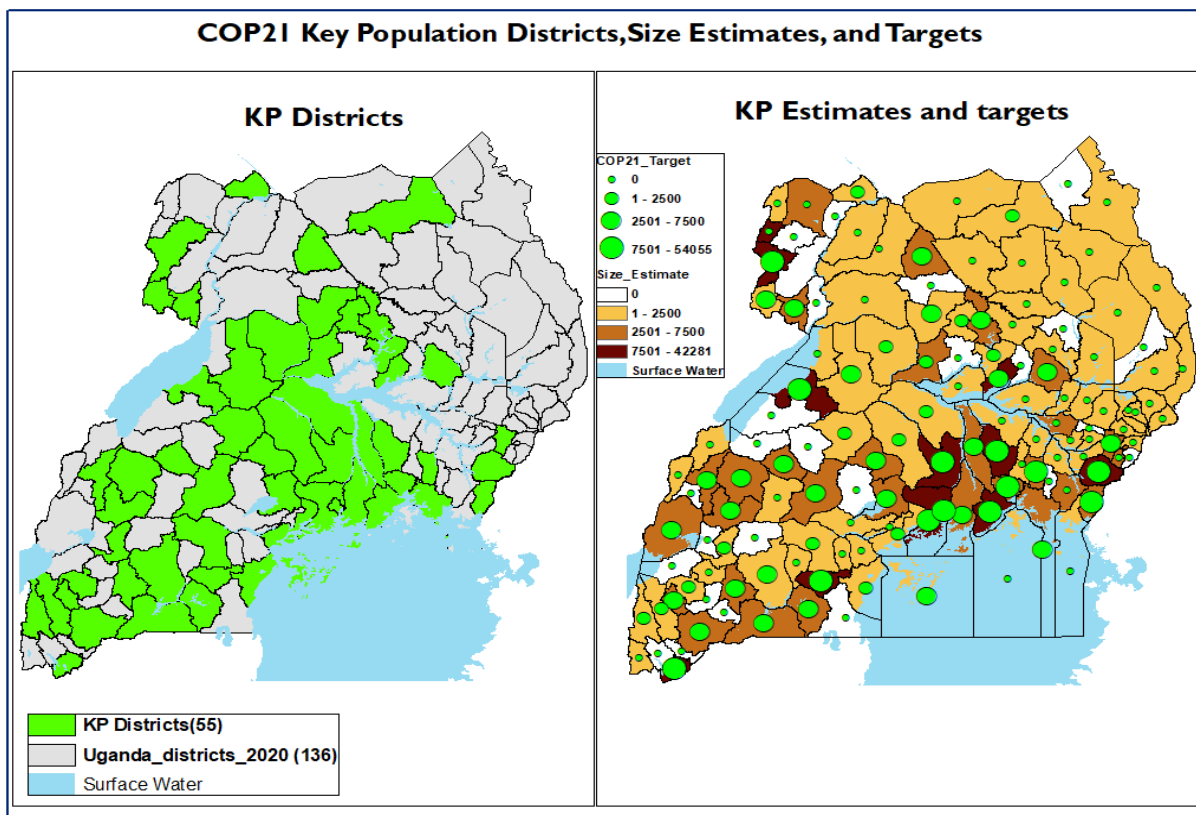 COP21 Key Population Districts,Size Estimates, and Targets
KP Districts
KP Districts(55)
Uganda_districts_2020 (136)
Surface Water
KP Estimates and targets
COP21_Target
0
1 - 2500
2501 - 7500
7501 - 54055
Size_Estimate
0
1 - 2500
2501 - 7500
7501 - 42281
Surface Water